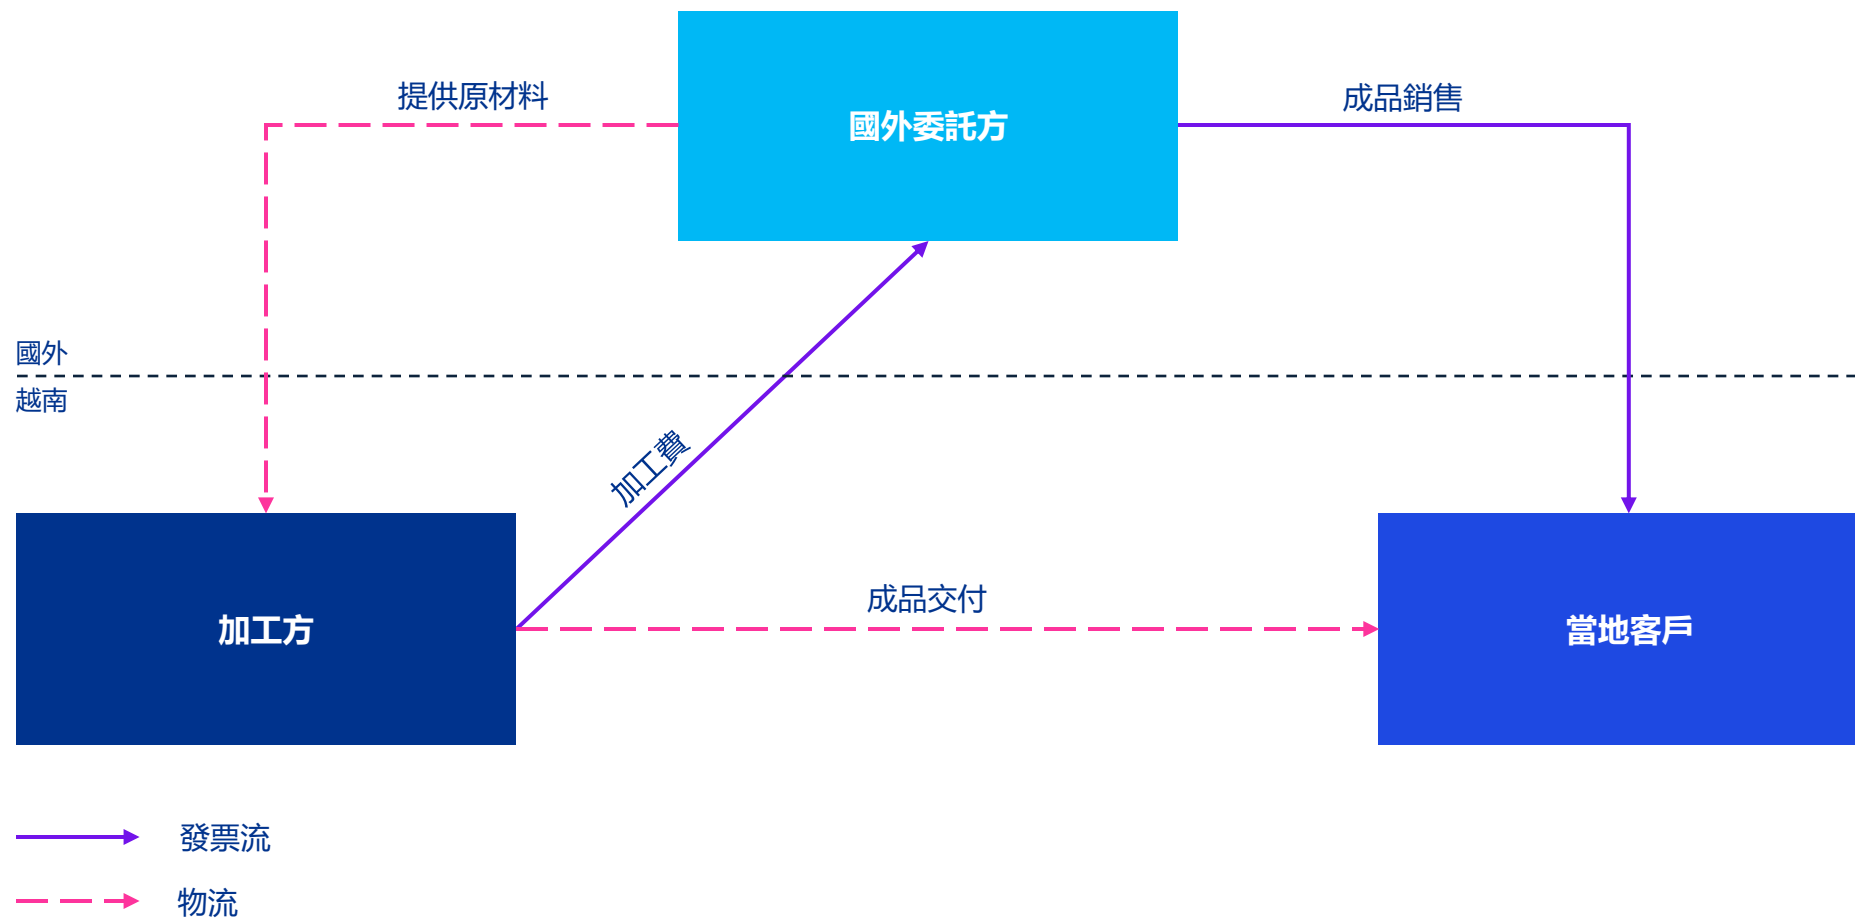 國外委託方
提供原材料
成品銷售
國外
越南
加工費
成品交付
加工方
當地客戶
發票流
物流